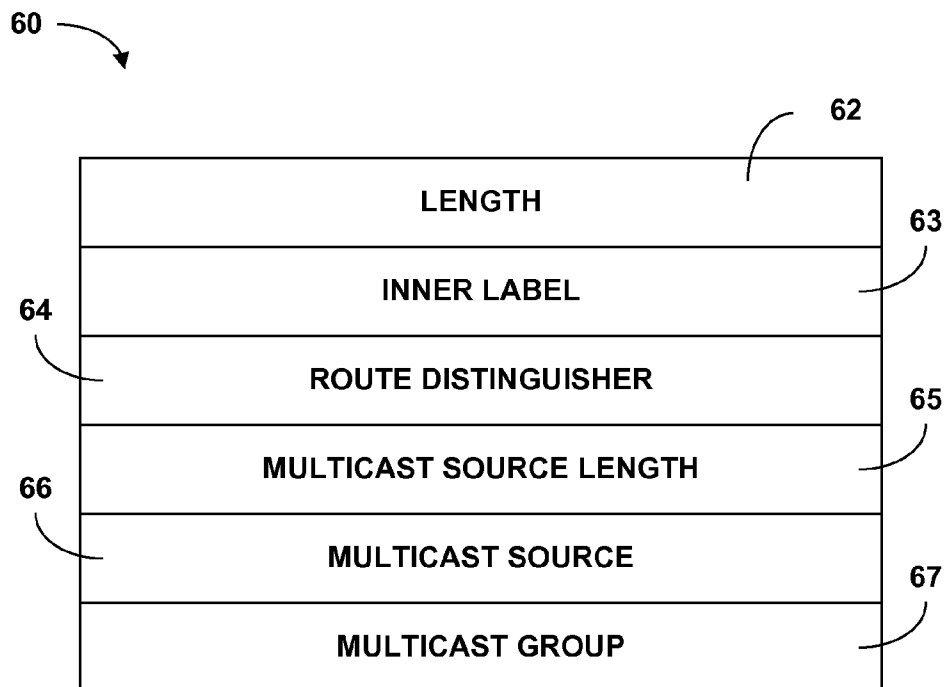 60
62
LENGTH
63
INNER LABEL
64
ROUTE DISTINGUISHER
65
MULTICAST SOURCE LENGTH
66
MULTICAST SOURCE
67
MULTICAST GROUP